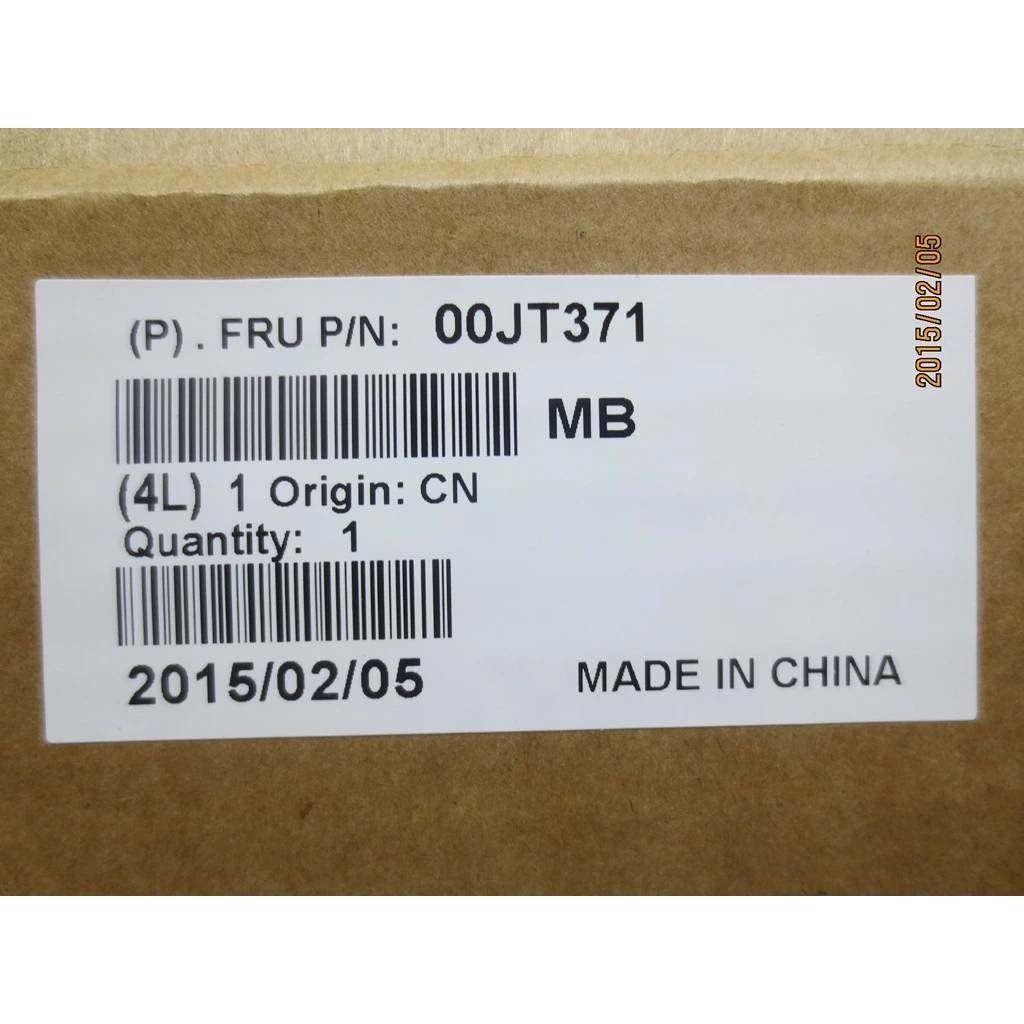 (P) . FRU P/N: 00JT371
MB
(4L) 1 Origin: CN
Quantity: 1
2015/02/05
MADE IN CHINA
2015/02/05